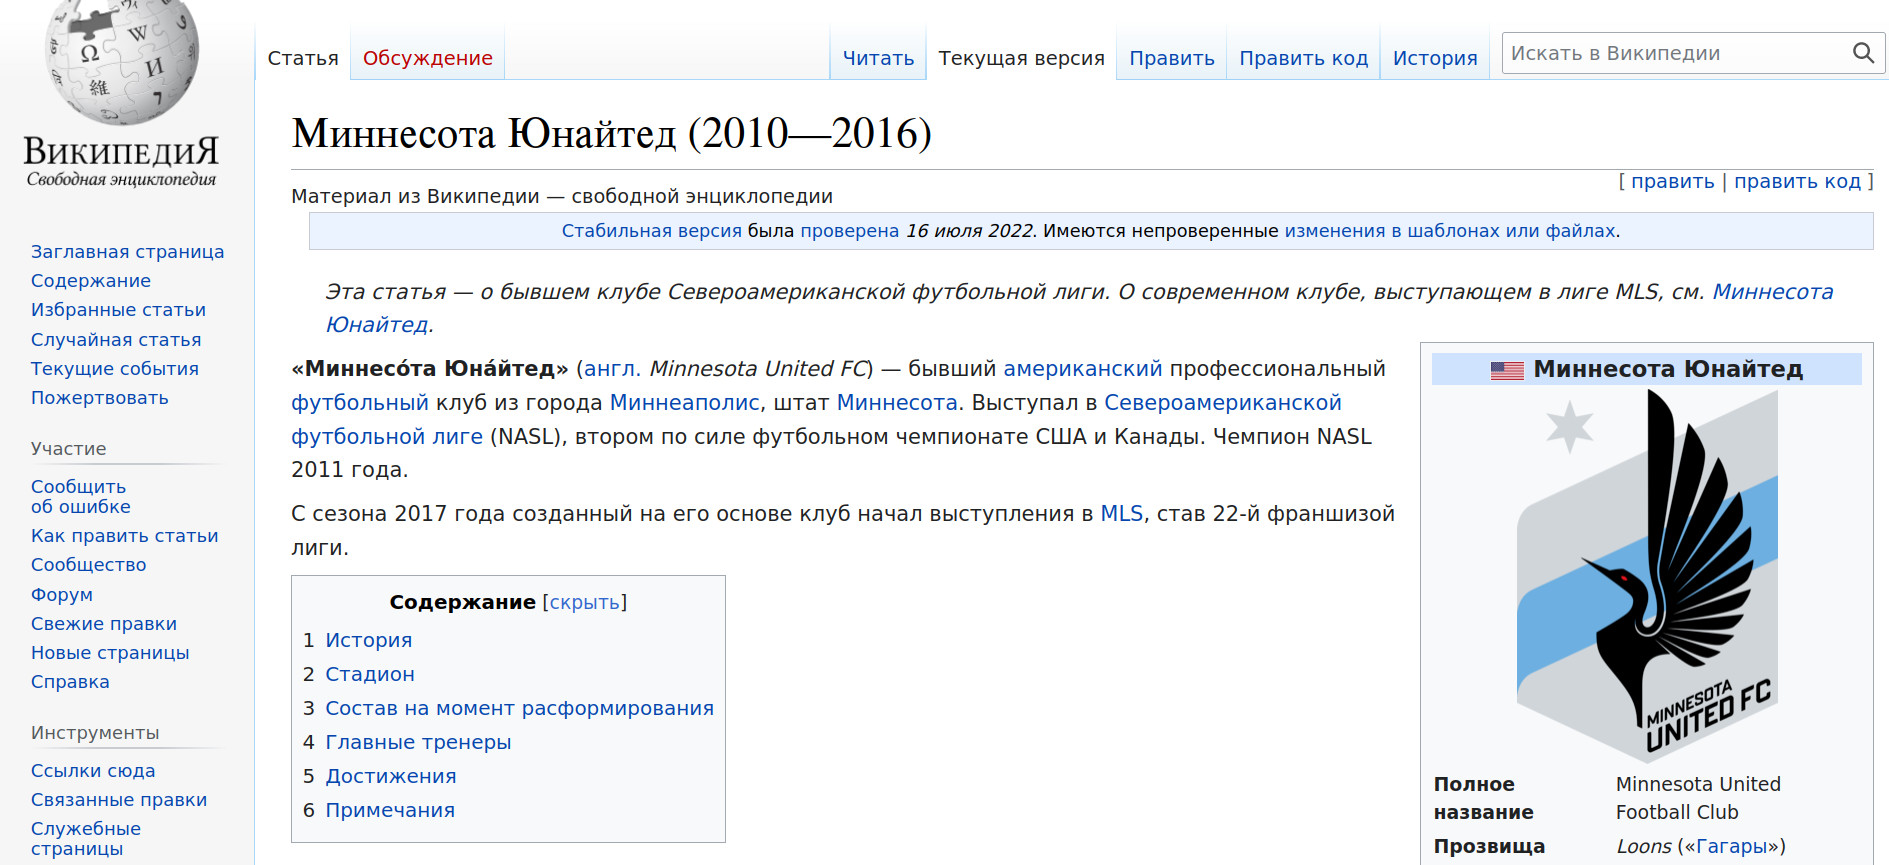 ВикипедиЯ
Свободная энциклопедия
Заглавная страница
Содержание
Избранные статьи
Случайная статья
Текущие события
Пожертвовать
Участие
Сообщить
об ошибке
Как править статьи
Сообщество
Форум
Свежие правки
Новые страницы
Справка
Инструменты
Ссылки сюда
Связанные правки
Служебные
страницы
Статья Обсуждение Читать Текущая версия Править Править код История Искать в Википедии
Миннесота Юнайтед (2010—2016)
[ править | править код ]
Материал из Википедии — свободной энциклопедии
Стабильная версия была проверена 16 июля 2022. Имеются непроверенные изменения в шаблонах или файлах.
Эта статья — о бывшем клубе Североамериканской футбольной лиги. О современном клубе, выступающем в лиге MLS, см. Миннесота
Юнайтед.
«Миннесо́та Юна́йтед» (англ. Minnesota United FC) — бывший американский профессиональный
футбольный клуб из города Миннеаполис, штат Миннесота. Выступал в Североамериканской
футбольной лиге (NASL), втором по силе футбольном чемпионате США и Канады. Чемпион NASL
2011 года.
С сезона 2017 года созданный на его основе клуб начал выступления в MLS, став 22-й франшизой
лиги.
Содержание [скрыть]
1 История
2 Стадион
3 Состав на момент расформирования
4 Главные тренеры
5 Достижения
6 Примечания
Миннесота Юнайтед
MINNESOTA
UNITED FC
Полное название Minnesota United Football Club
Прозвища Loons («Гагары»)